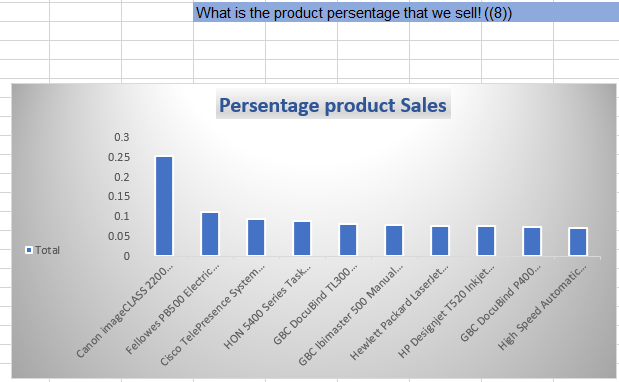 What is the product persentage that we sell! ((8))
Persentage product Sales
0.3
0.25
0.2
0.15
0.1
0.05
0
Total
Canon imageCLASS 2200...
Fellowes PB500 Electric...
Cisco TelePresence System...
HON 5400 Series Task...
GBC DocuBind TL300...
GBC Ibimaster 500 Manual...
Hewlett Packard LaserJet...
HP Designjet T520 Inkjet...
GBC DocuBind P400...
High Speed Automatic...